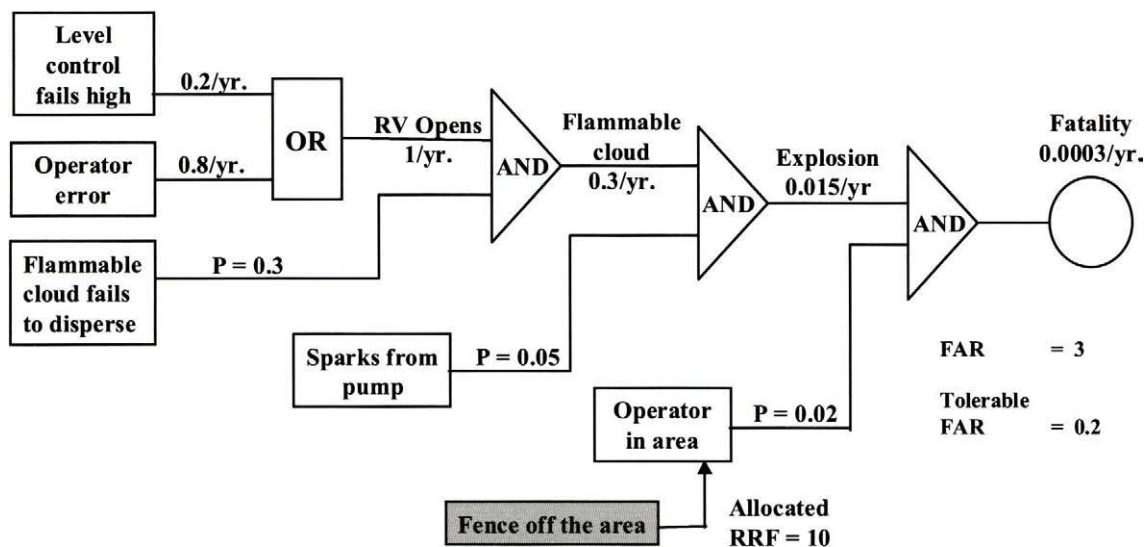 Level
control
fails high
0.2/yr.
Operator
error
0.8/yr.
OR
RV Opens
1/yr.
AND
Flammable
cloud
0.3/yr.
AND
Explosion
0.015/yr
AND
Fatality
0.0003/yr.
Flammable
cloud fails
to disperse
P = 0.3
Sparks from
pump
P = 0.05
Operator
in area
P = 0.02
FAR = 3
Tolerable
FAR = 0.2
Fence off the area
Allocated
RRF = 10